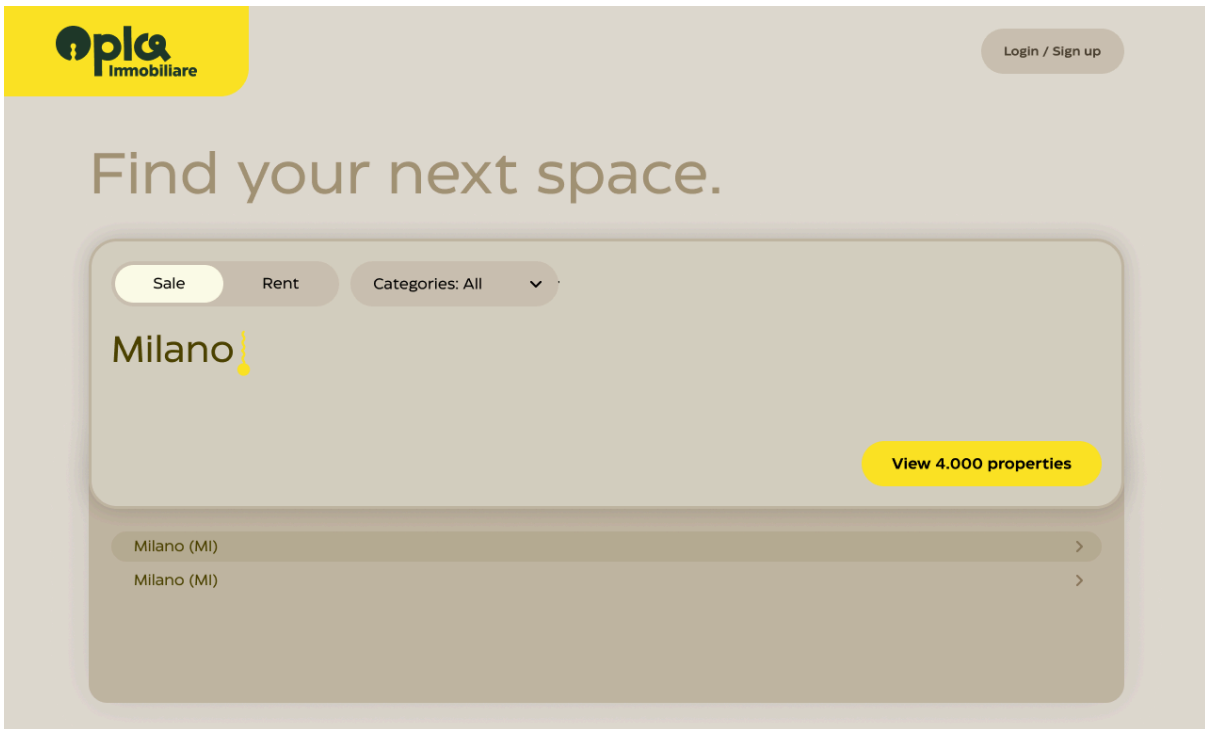 Opla
Immobiliare
Login / Sign up
Find your next space.
Sale Rent Categories: All
Milano
View 4.000 properties
Milano (MI)
Milano (MI)